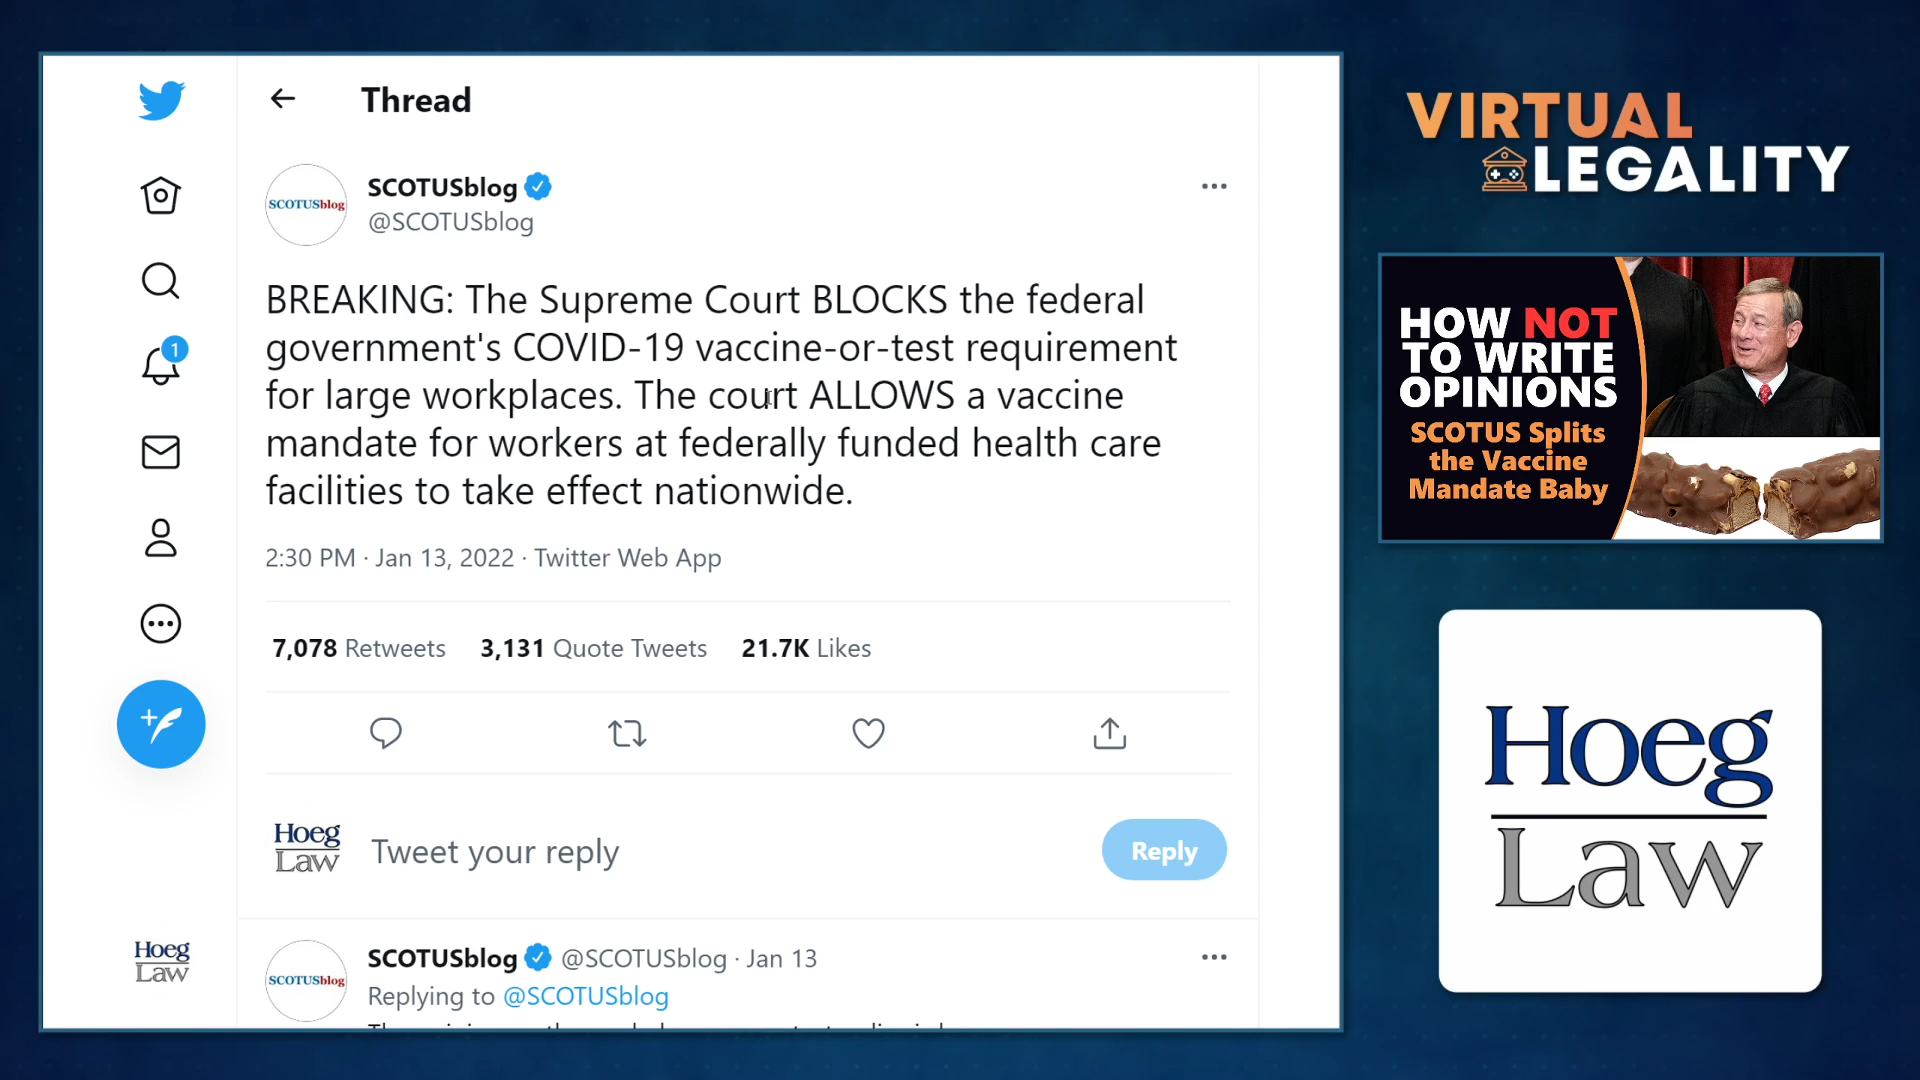 Thread
SCOTUSblog
SCOTUSblog
@SCOTUSblog
BREAKING: The Supreme Court BLOCKS the federal
government's COVID-19 vaccine-or-test requirement
for large workplaces. The court ALLOWS a vaccine
mandate for workers at federally funded health care
facilities to take effect nationwide.
2:30 PM · Jan 13, 2022 · Twitter Web App
7,078 Retweets 3,131 Quote Tweets 21.7K Likes
Hoeg
Law
Tweet your reply
Reply
SCOTUSblog
SCOTUSblog @SCOTUSblog · Jan 13
Replying to @SCOTUSblog
1
Hoeg
Law
VIRTUAL
LEGALITY
HOW NOT
TO WRITE
OPINIONS
SCOTUS Splits
the Vaccine
Mandate Baby
Hoeg
Law